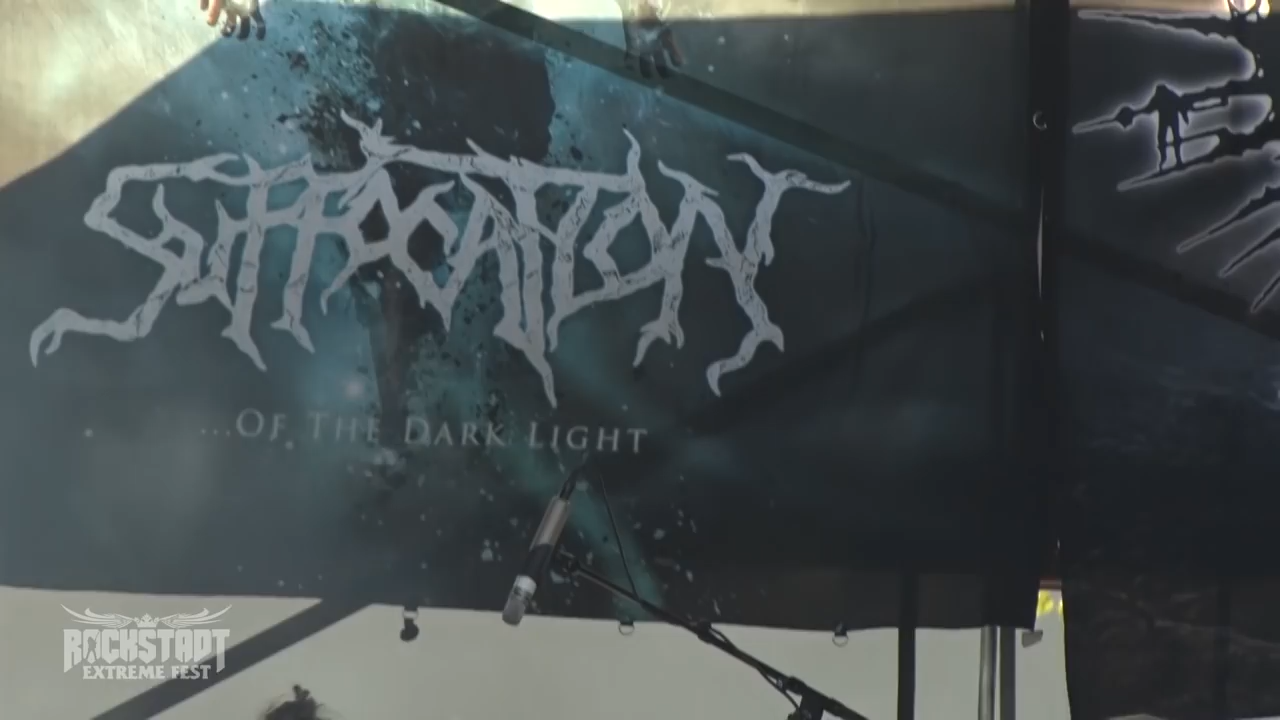 SUFFOCATION
...OF THE DARK LIGHT
ROCKSTADT
EXTREME FEST